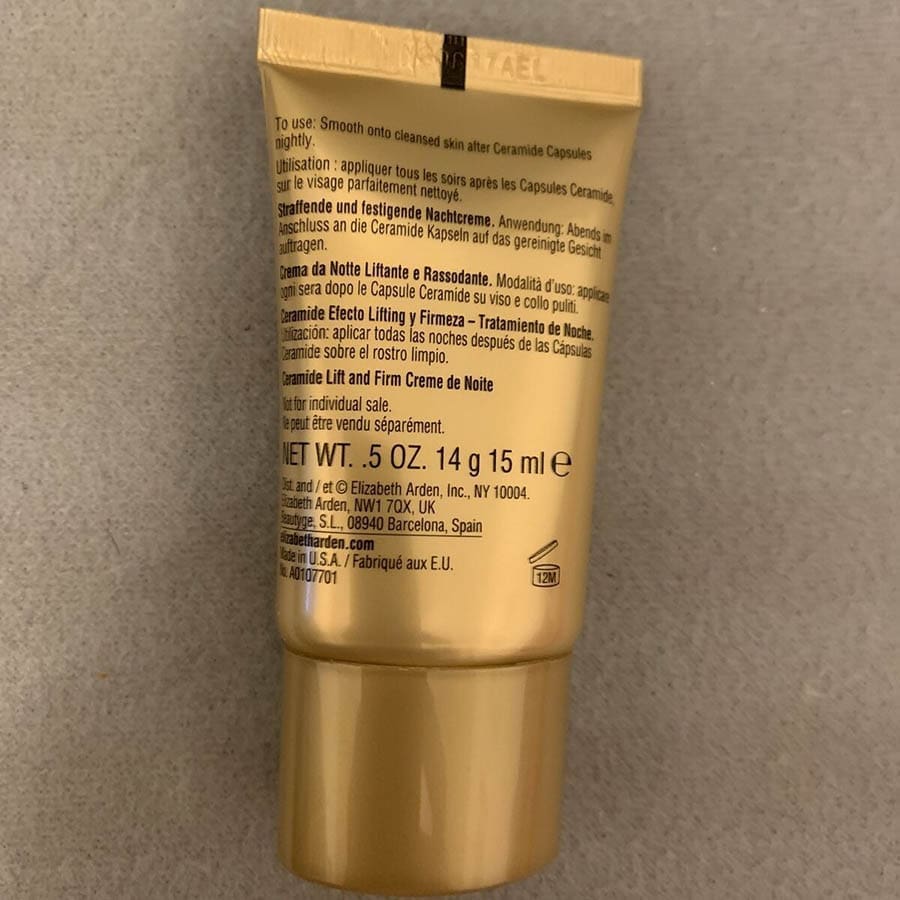 To use: Smooth onto cleansed skin after Ceramide Capsules
nightly.
Utilisation : appliquer tous les soirs après les Capsules Ceramide,
sur le visage parfaitement nettoyé.
Straffende und festigende Nachtcreme. Anwendung: Abends im
Anschluss an die Ceramide Kapseln auf das gereinigte Gesicht
auftragen.
Crema da Notte Liftante e Rassodante. Modalità d'uso: applicare
ogni sera dopo le Capsule Ceramide su viso e collo puliti.
Ceramide Efecto Lifting y Firmeza – Tratamiento de Noche.
Utilización: aplicar todas las noches después de las Cápsulas
Ceramide sobre el rostro limpio.
Ceramide Lift and Firm Creme de Noite
Not for individual sale.
Ne peut être vendu séparément.
NET WT. .5 OZ. 14 g 15 ml e
Dist. and / et © Elizabeth Arden, Inc., NY 10004.
Elizabeth Arden, NW1 7QX, UK
Beautyge, S.L., 08940 Barcelona, Spain
elizabetharden.com
Made in U.S.A. / Fabriqué aux E.U.
No. A0107701
12M